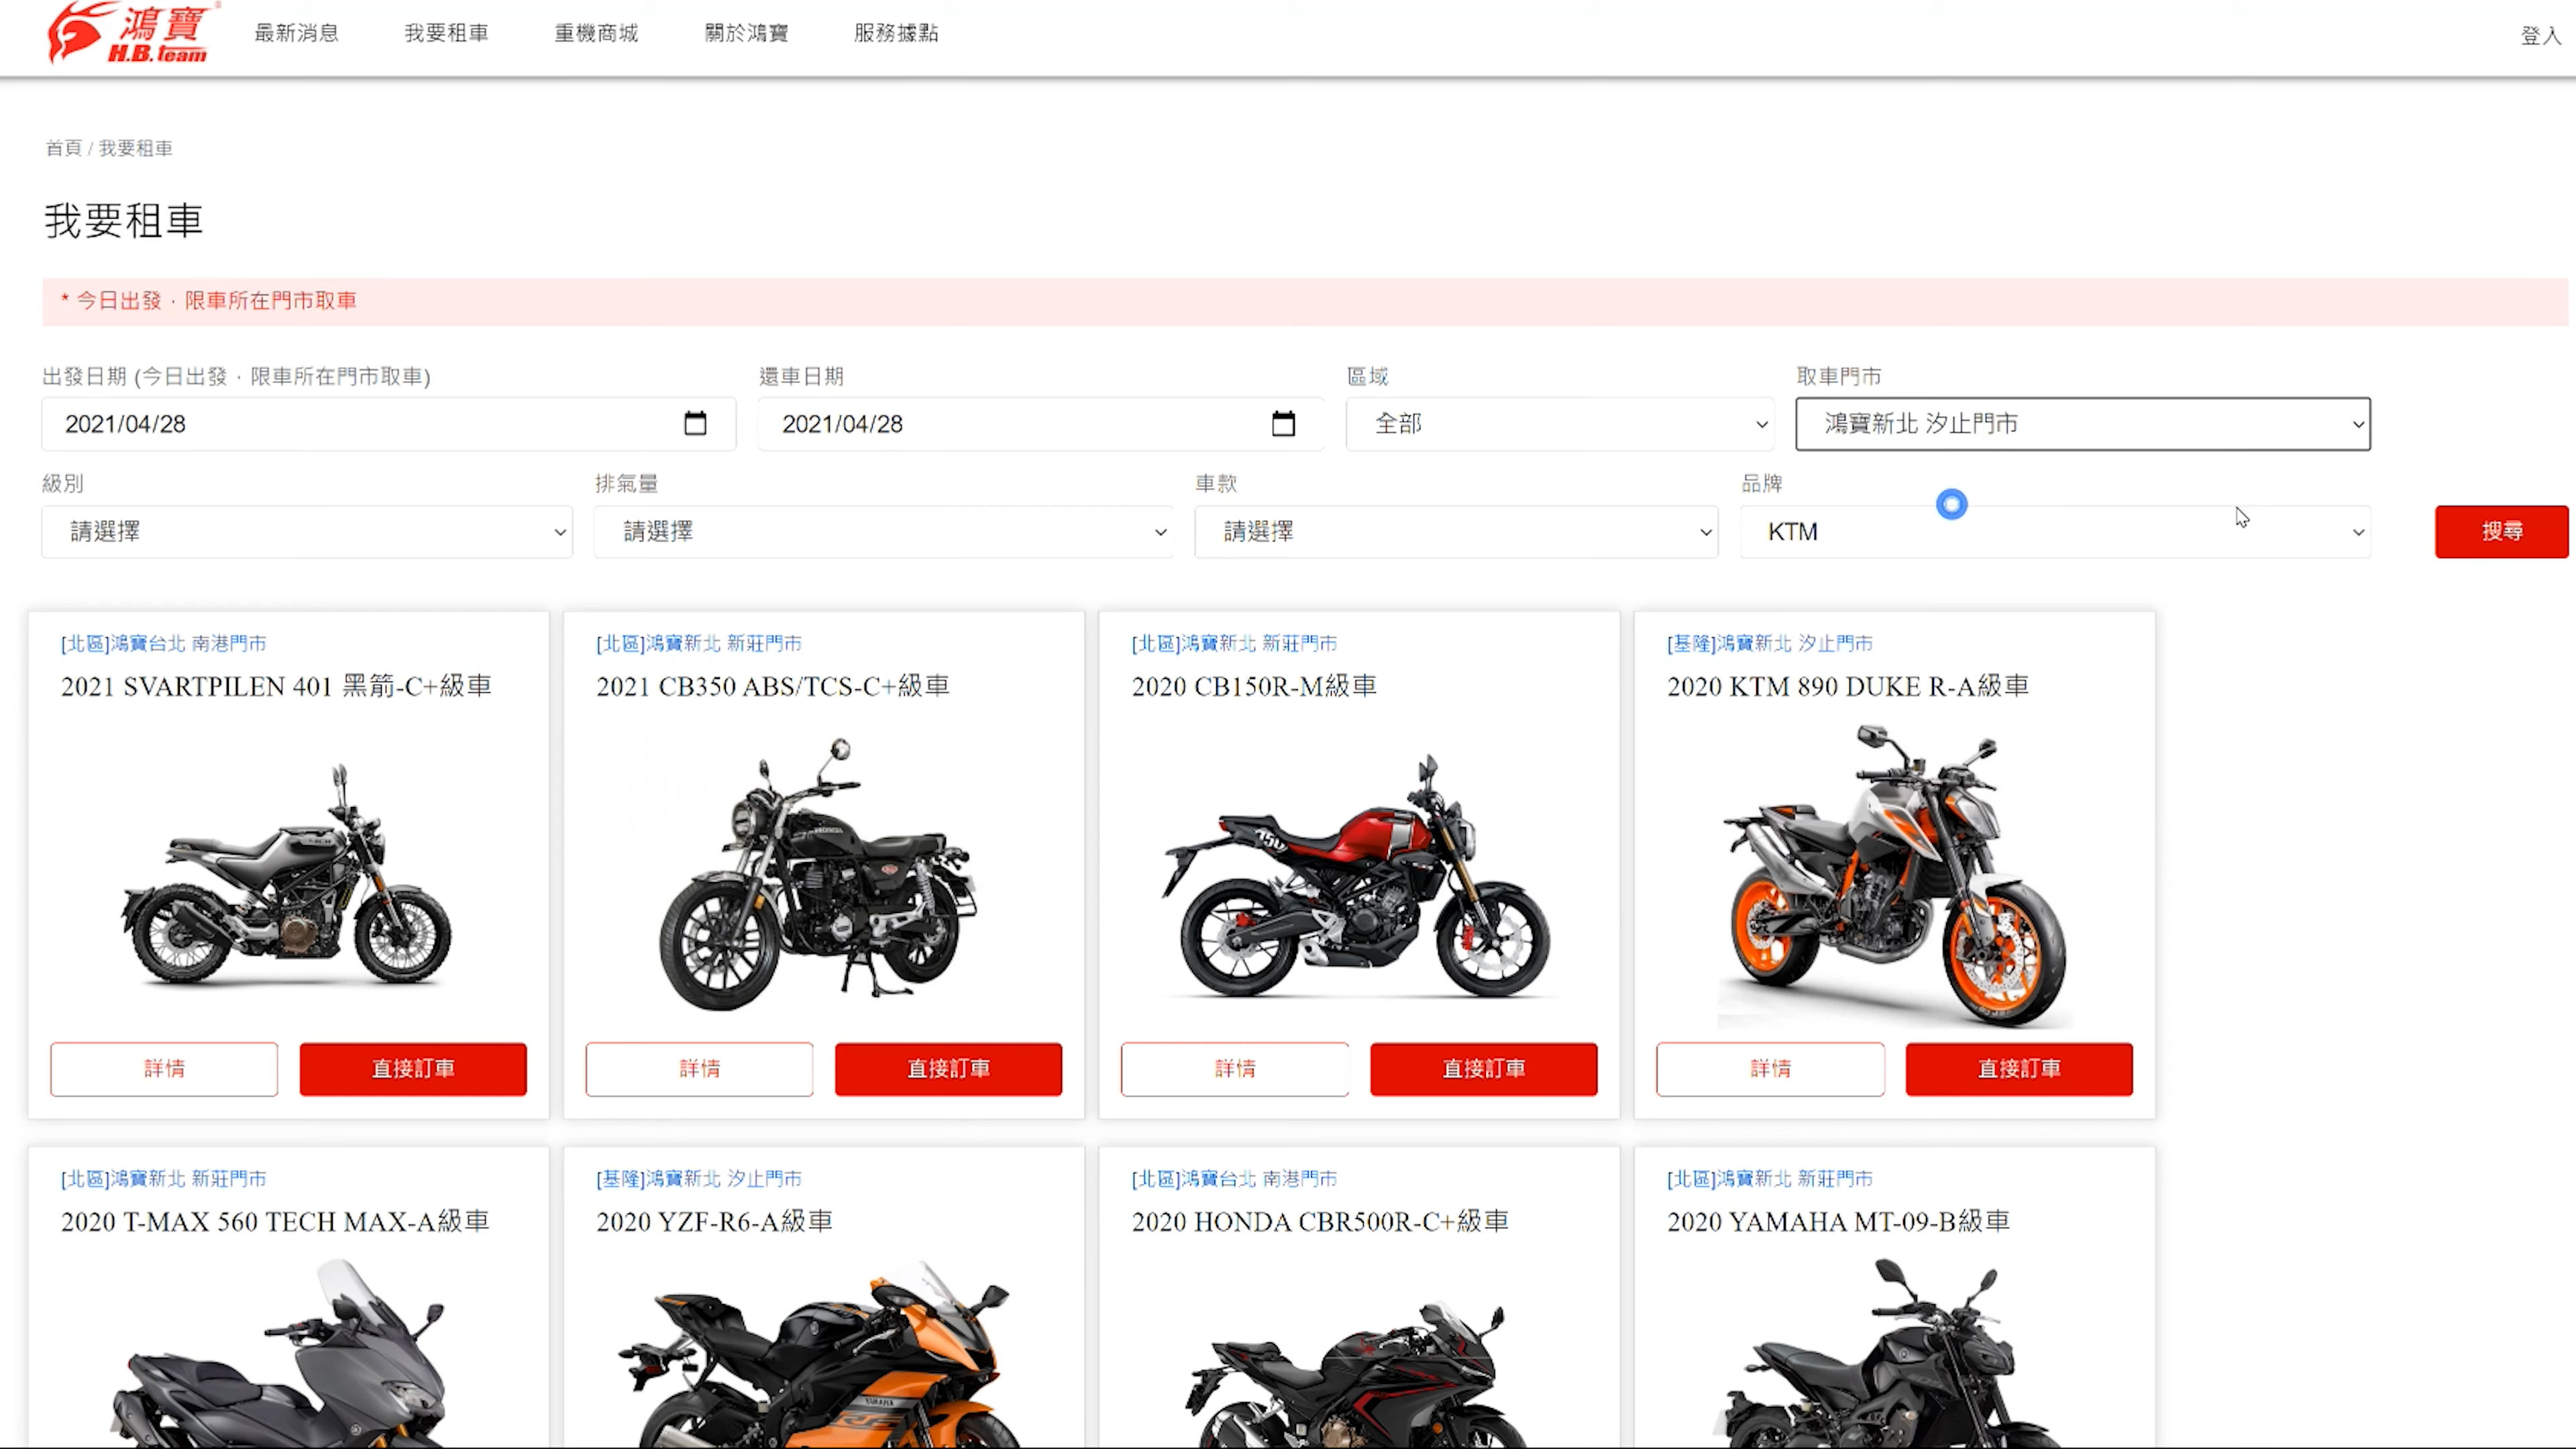 鴻寶
H.B.team
最新消息
我要租車
重機商城
關於鴻寶
服務據點
登入
首頁 / 我要租車
我要租車
* 今日出發，限車所在門市取車
出發日期 (今日出發，限車所在門市取車)
還車日期
區域
取車門市
2021/04/28
2021/04/28
全部
鴻寶新北 汐止門市
級別
排氣量
車款
品牌
請選擇
請選擇
請選擇
KTM
搜尋
[北區]鴻寶台北 南港門市
2021 SVARTPILEN 401 黑箭-C+級車
詳情
直接訂車
[北區]鴻寶新北 新莊門市
2021 CB350 ABS/TCS-C+級車
HONDA
詳情
直接訂車
[北區]鴻寶新北 新莊門市
2020 CB150R-M級車
150
詳情
直接訂車
[基隆]鴻寶新北 汐止門市
2020 KTM 890 DUKE R-A級車
詳情
直接訂車
[北區]鴻寶新北 新莊門市
2020 T-MAX 560 TECH MAX-A級車
[基隆]鴻寶新北 汐止門市
2020 YZF-R6-A級車
YAMAHA
[北區]鴻寶台北 南港門市
2020 HONDA CBR500R-C+級車
[北區]鴻寶新北 新莊門市
2020 YAMAHA MT-09-B級車